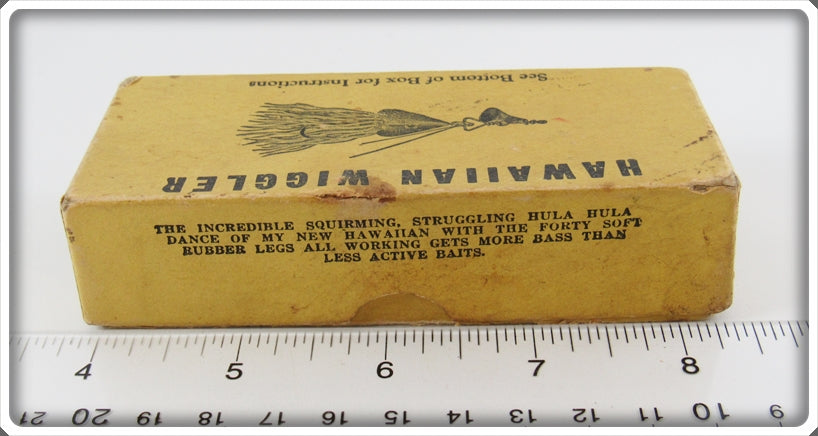 See Bottom of Box for Instructions
HAWAIIAN WIGGLER
THE INCREDIBLE SQUIRMING, STRUGGLING HULA HULA
DANCE OF MY NEW HAWAIIAN WITH THE FORTY SOFT
RUBBER LEGS ALL WORKING GETS MORE BASS THAN
LESS ACTIVE BAITS.
4 5 6 7 8
21 20 19 18 17 16 15 14 13 12 11 10 9